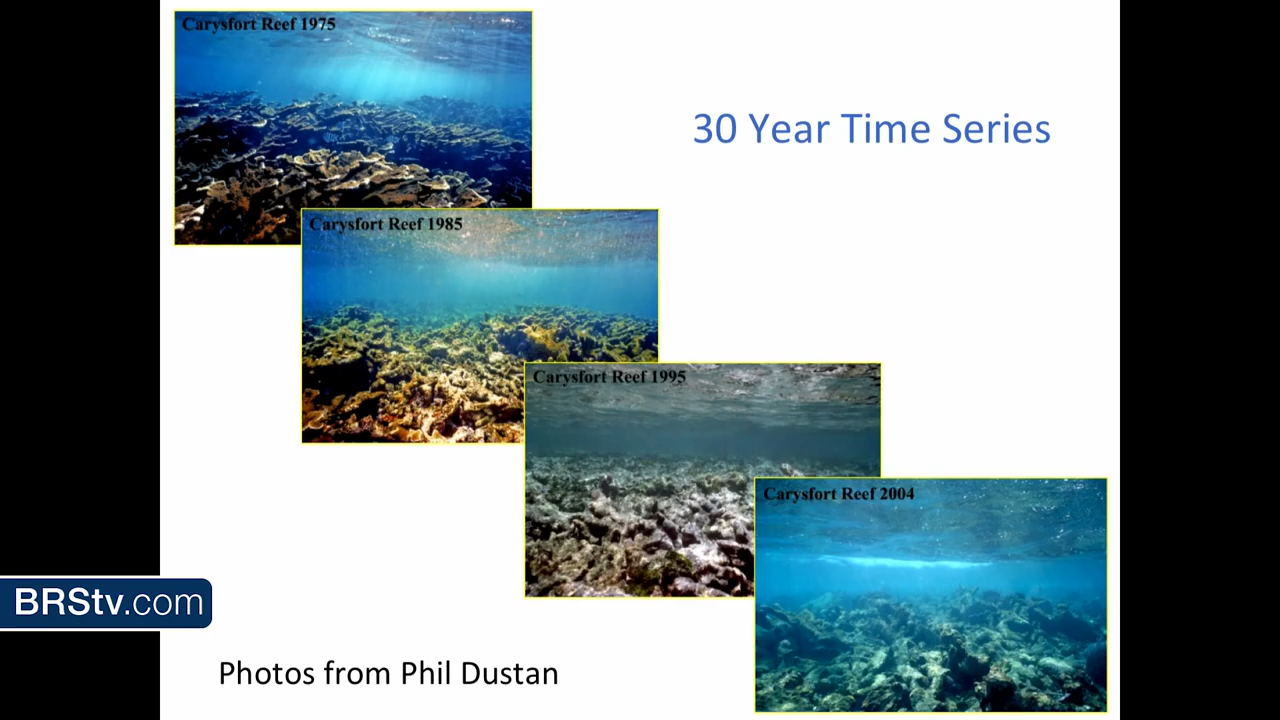 Carysfort Reef 1975
30 Year Time Series
Carysfort Reef 1985
Carysfort Reef 1995
Carysfort Reef 2004
BRStv.com
Photos from Phil Dustan